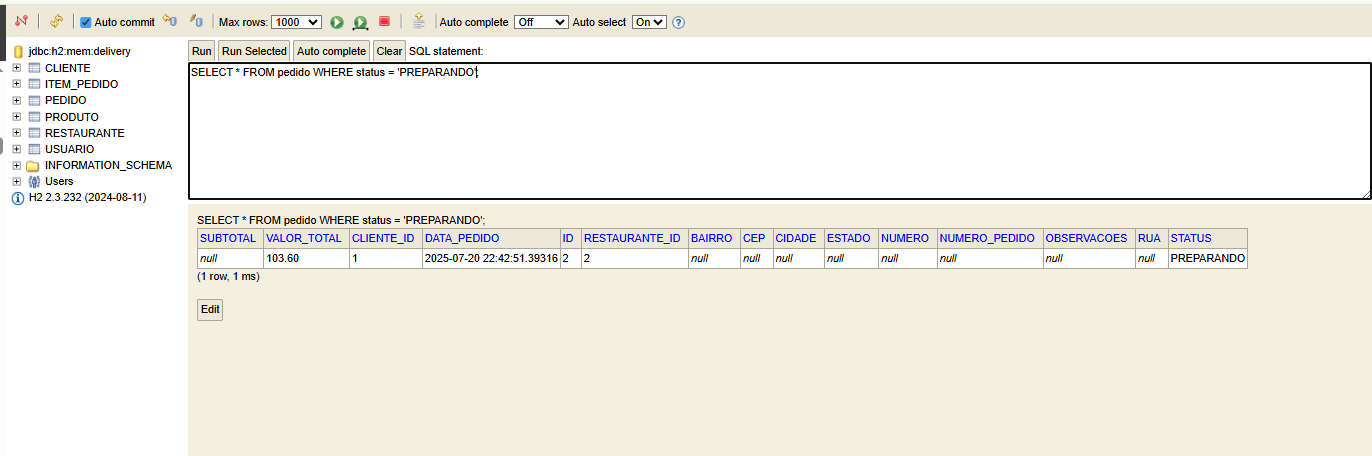 Auto commit Max rows: 1000 Auto complete Off Auto select On
jdbc:h2:mem:delivery
CLIENTE
ITEM_PEDIDO
PEDIDO
PRODUTO
RESTAURANTE
USUARIO
INFORMATION_SCHEMA
Users
H2 2.3.232 (2024-08-11)
Run Run Selected Auto complete Clear SQL statement:
SELECT * FROM pedido WHERE status = 'PREPARANDO';
SELECT * FROM pedido WHERE status = 'PREPARANDO';
SUBTOTAL VALOR_TOTAL CLIENTE_ID DATA_PEDIDO ID RESTAURANTE_ID BAIRRO CEP CIDADE ESTADO NUMERO NUMERO_PEDIDO OBSERVACOES RUA STATUS
null 103.60 1 2025-07-20 22:42:51.39316 2 2 null null null null null null null null PREPARANDO
(1 row, 1 ms)
Edit